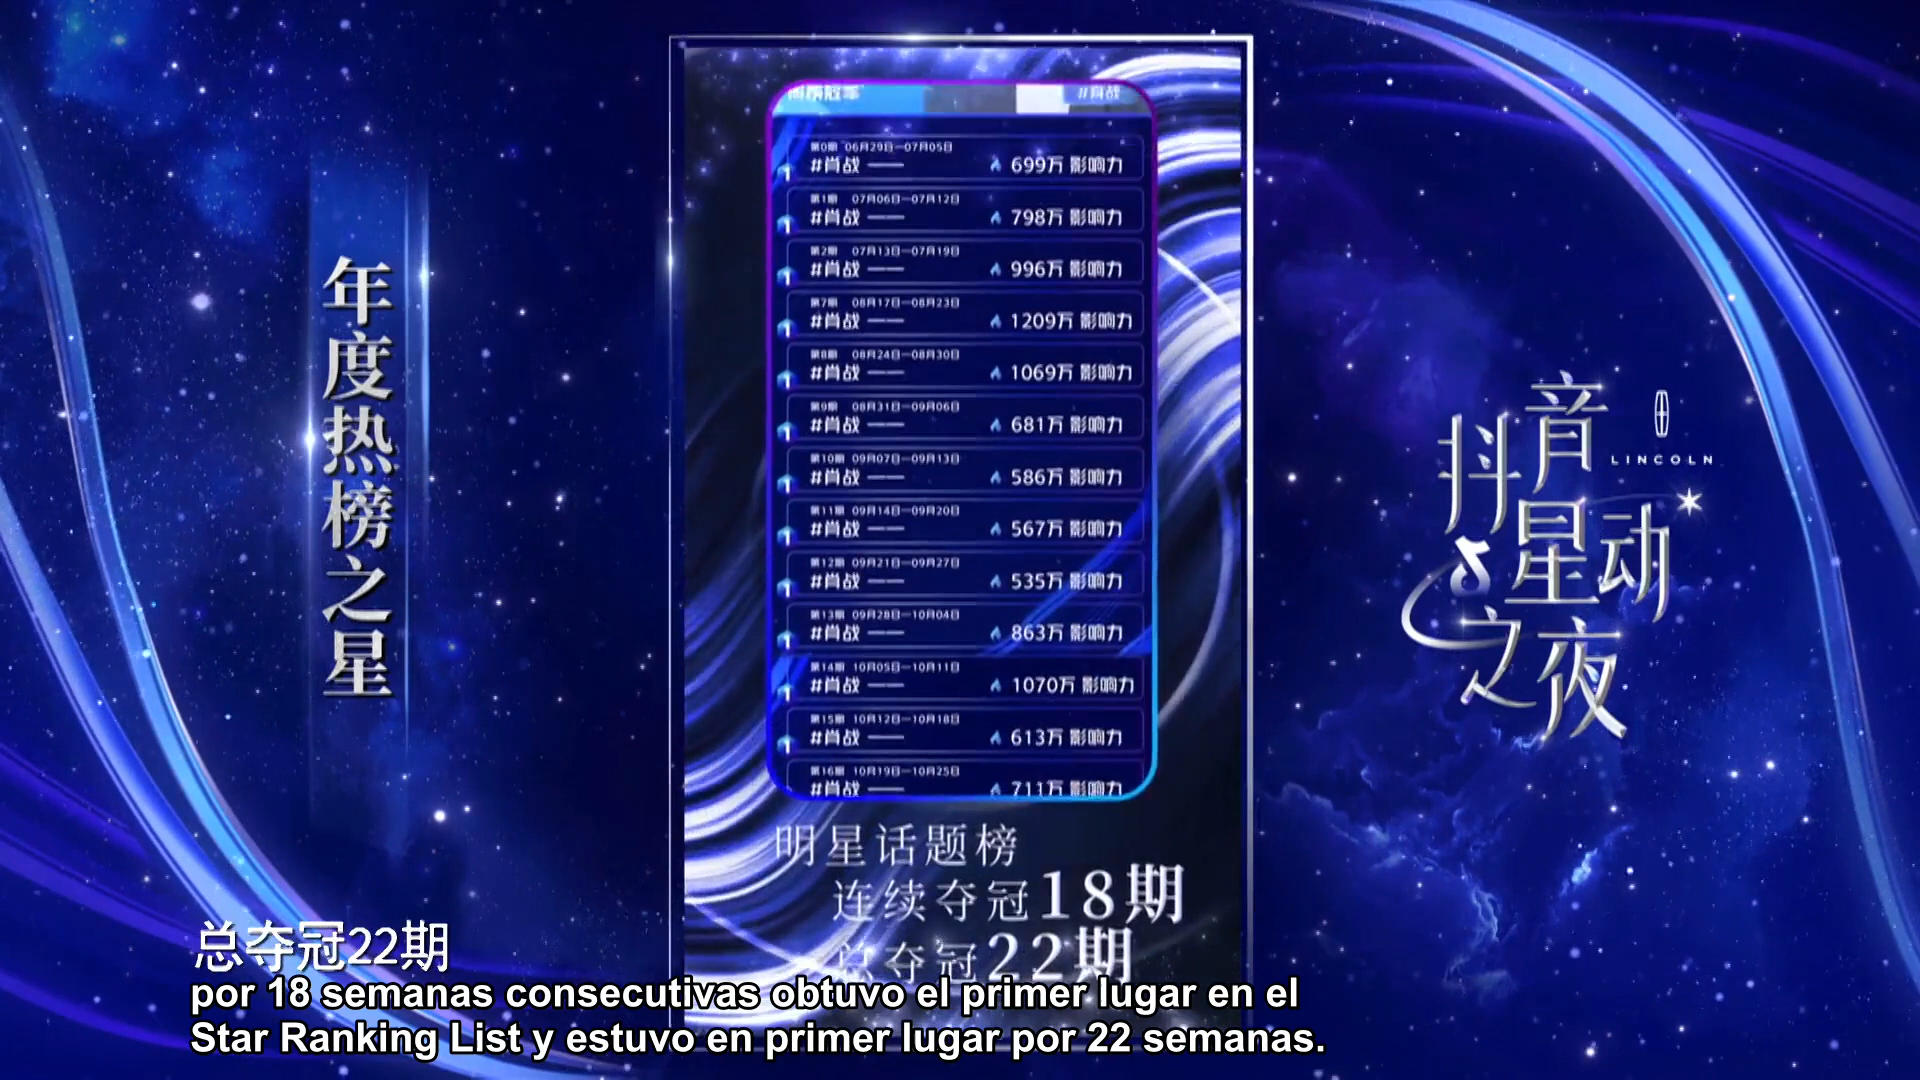 年度热榜之星
#肖战
第0期 06月29日—07月05日
1 #肖战 —— 699万 影响力
第1期 07月06日—07月12日
1 #肖战 —— 798万 影响力
第2期 07月13日—07月19日
1 #肖战 —— 996万 影响力
第7期 08月17日—08月23日
1 #肖战 —— 1209万 影响力
第8期 08月24日—08月30日
1 #肖战 —— 1069万 影响力
第9期 08月31日—09月06日
1 #肖战 —— 681万 影响力
第10期 09月07日—09月13日
1 #肖战 —— 586万 影响力
第11期 09月14日—09月20日
1 #肖战 —— 567万 影响力
第12期 09月21日—09月27日
1 #肖战 —— 535万 影响力
第13期 09月28日—10月04日
1 #肖战 —— 863万 影响力
第14期 10月05日—10月11日
1 #肖战 —— 1070万 影响力
第15期 10月12日—10月18日
1 #肖战 —— 613万 影响力
第16期 10月19日—10月25日
#肖战 —— 711万 影响力
明星话题榜
连续夺冠18期
总夺冠22期
抖音
LINCOLN
星动
之夜
总夺冠22期
por 18 semanas consecutivas obtuvo el primer lugar en el
Star Ranking List y estuvo en primer lugar por 22 semanas.